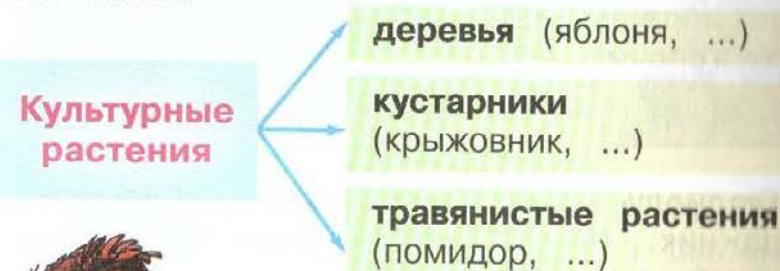 деревья (яблоня, ...)
Культурные
растения
кустарники
(крыжовник, ...)
травянистые растения
(помидор, ...)